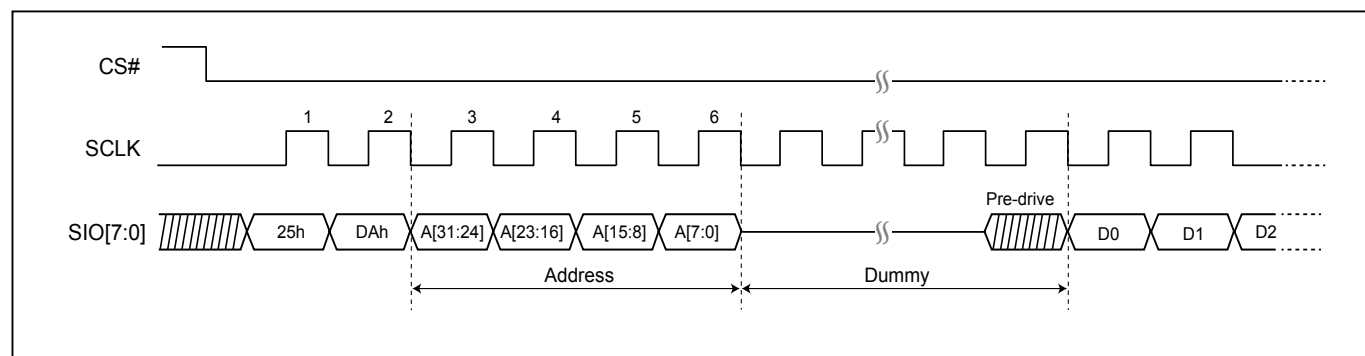 CS#
1 2 3 4 5 6
SCLK
Pre-drive
SIO[7:0] 25h DAh A[31:24] A[23:16] A[15:8] A[7:0] D0 D1 D2
Address Dummy